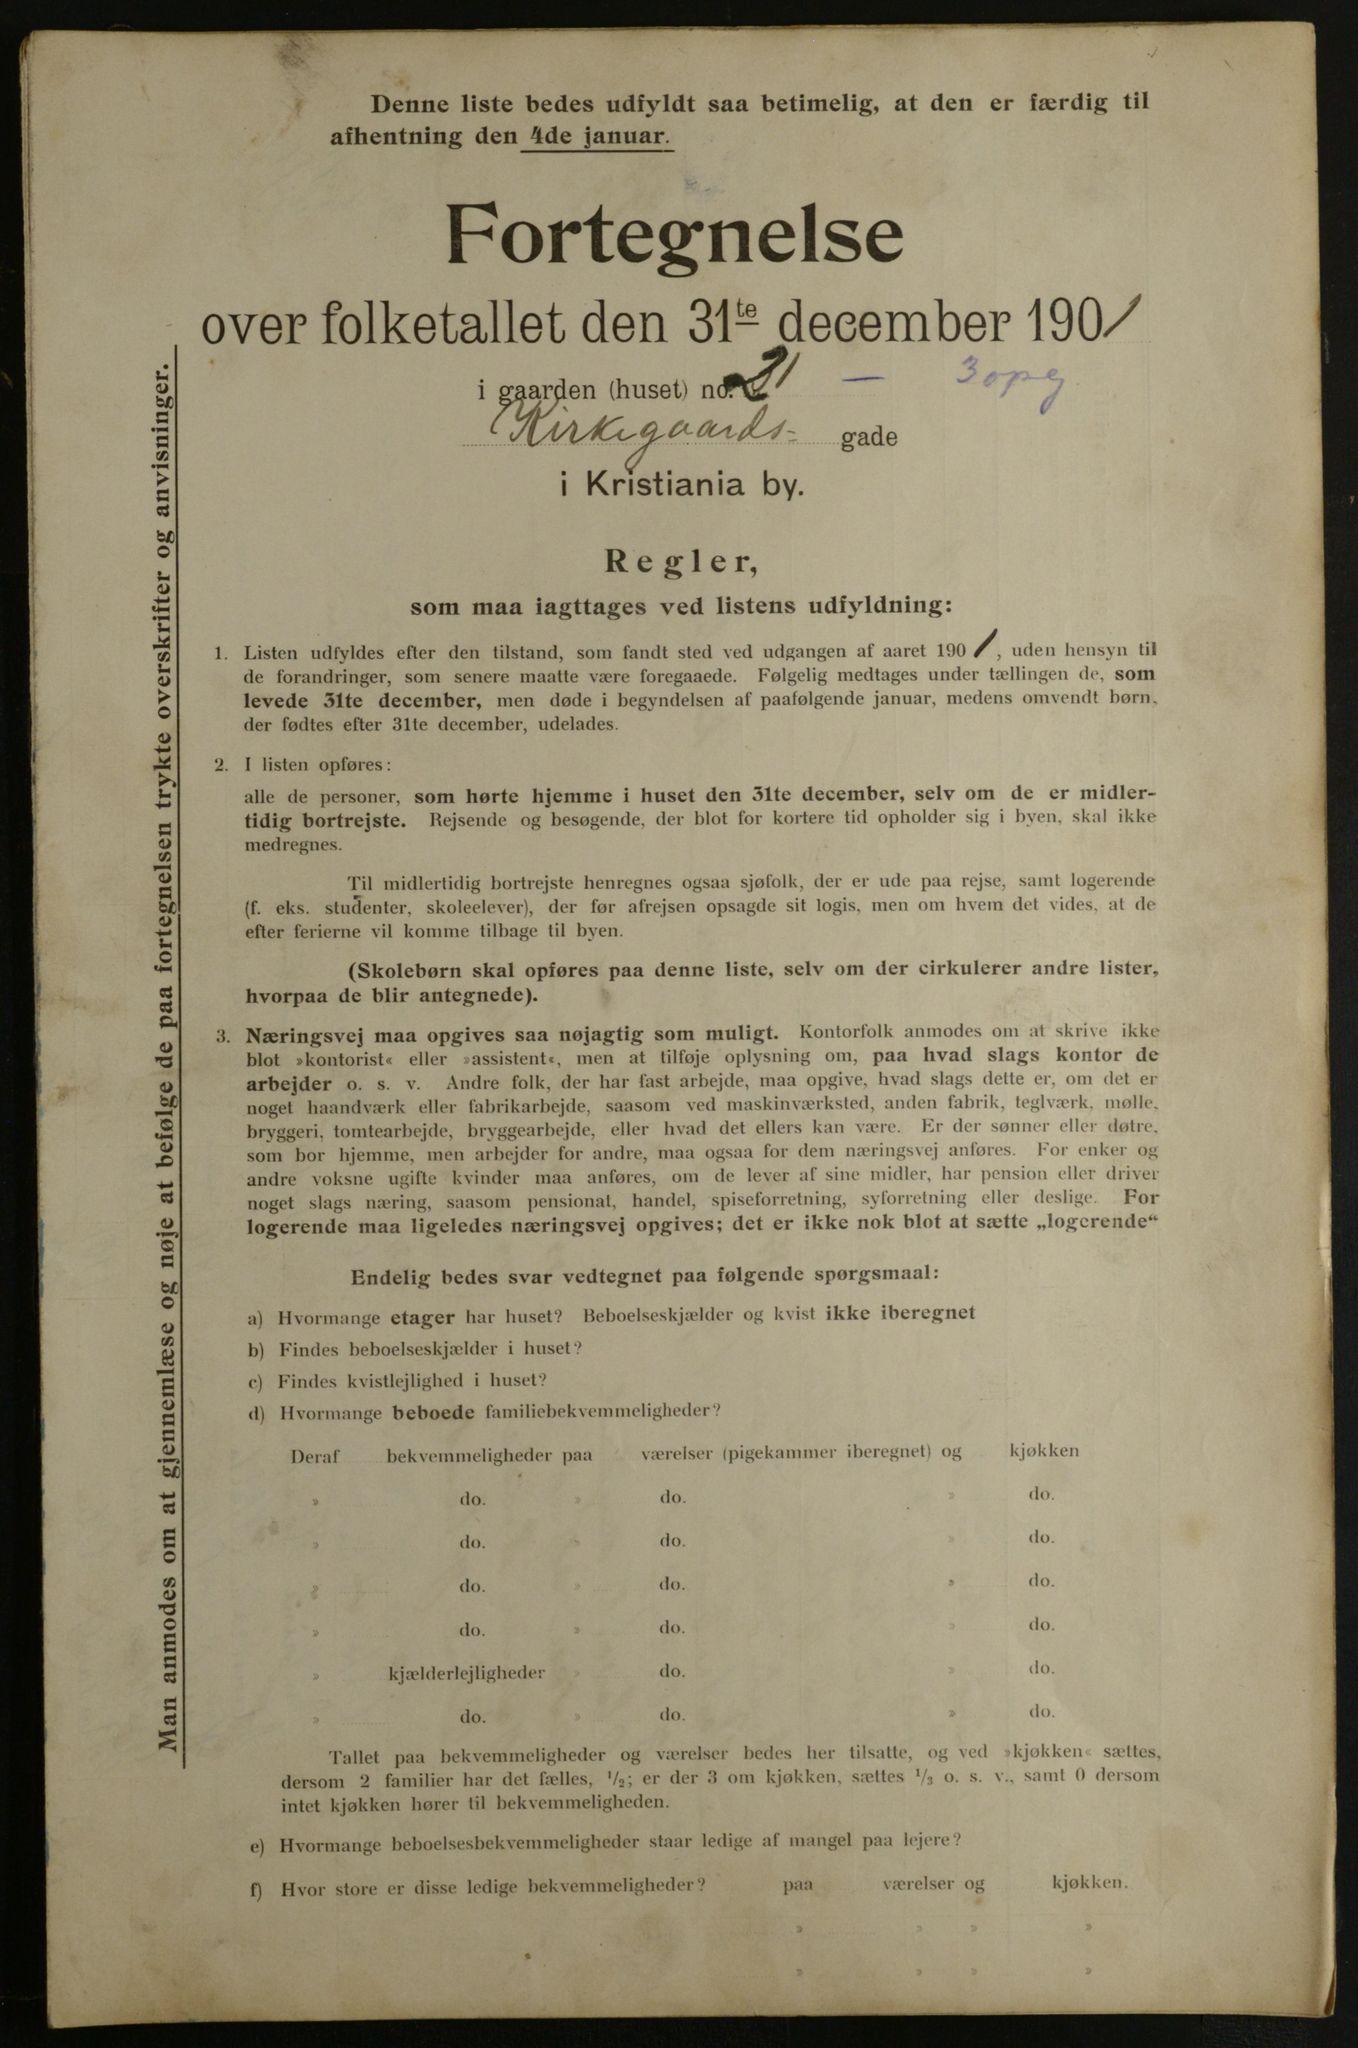 Denne liste bedes udfyldt saa betimelig, at den er færdig til
afhentning den 4de januar.
Fortegnelse
over folketallet den 31te december 1901
i gaarden (huset) no. 21 — 3 opg
Kirkegaards- gade
i Kristiania by.
Regler,
som maa iagttages ved listens udfyldning:
1. Listen udfyldes efter den tilstand, som fandt sted ved udgangen af aaret 1901, uden hensyn til
de forandringer, som senere maatte være foregaaede. Følgelig medtages under tællingen de, som
levede 31te december, men døde i begyndelsen af paafølgende januar, medens omvendt børn,
der fødtes efter 31te december, udelades.
2. I listen opføres:
alle de personer, som hørte hjemme i huset den 31te december, selv om de er midler-
tidig bortrejste. Rejsende og besøgende, der blot for kortere tid opholder sig i byen, skal ikke
medregnes.
Til midlertidig bortrejste henregnes ogsaa sjøfolk, der er ude paa rejse, samt logerende
(f. eks. studenter, skoleelever), der før afrejsen opsagde sit logis, men om hvem det vides, at de
efter ferierne vil komme tilbage til byen.
(Skolebørn skal opføres paa denne liste, selv om der cirkulerer andre lister,
hvorpaa de blir antegnede).
3. Næringsvej maa opgives saa nøjagtig som muligt. Kontorfolk anmodes om at skrive ikke
blot »kontorist« eller »assistent«, men at tilføje oplysning om, paa hvad slags kontor de
arbejder o. s. v. Andre folk, der har fast arbejde, maa opgive, hvad slags dette er, om det er
noget haandværk eller fabrikarbejde, saasom ved maskinværksted, anden fabrik, teglværk, mølle,
bryggeri, tomtearbejde, bryggearbejde, eller hvad det ellers kan være. Er der sønner eller døtre,
som bor hjemme, men arbejder for andre, maa ogsaa for dem næringsvej anføres. For enker og
andre voksne ugifte kvinder maa anføres, om de lever af sine midler, har pension eller driver
noget slags næring, saasom pensionat, handel, spiseforretning, syforretning eller deslige. For
logerende maa ligeledes næringsvej opgives; det er ikke nok blot at sætte „logerende“
Endelig bedes svar vedtegnet paa følgende spørgsmaal:
a) Hvormange etager har huset? Beboelseskjælder og kvist ikke iberegnet
b) Findes beboelseskjælder i huset?
c) Findes kvistlejlighed i huset?
d) Hvormange beboede familiebekvemmeligheder?
Deraf bekvemmeligheder paa værelser (pigekammer iberegnet) og kjøkken
» do. » do. » do.
» do. » do. » do.
» do. » do. » do.
» do. » do. » do.
» kjælderlejligheder » do. » do.
» do. » do. » do.
Tallet paa bekvemmeligheder og værelser bedes her tilsatte, og ved »kjøkken« sættes,
dersom 2 familier har det fælles, 1/2; er der 3 om kjøkken, sættes 1/3 o. s. v., samt 0 dersom
intet kjøkken hører til bekvemmeligheden.
e) Hvormange beboelsesbekvemmeligheder staar ledige af mangel paa lejere?
f) Hvor store er disse ledige bekvemmeligheder? paa værelser og kjøkken.
» » » »
» » » »
Man anmodes om at gjennemlæse og nøje at befølge de paa fortegnelsen trykte overskrifter og anvisninger.